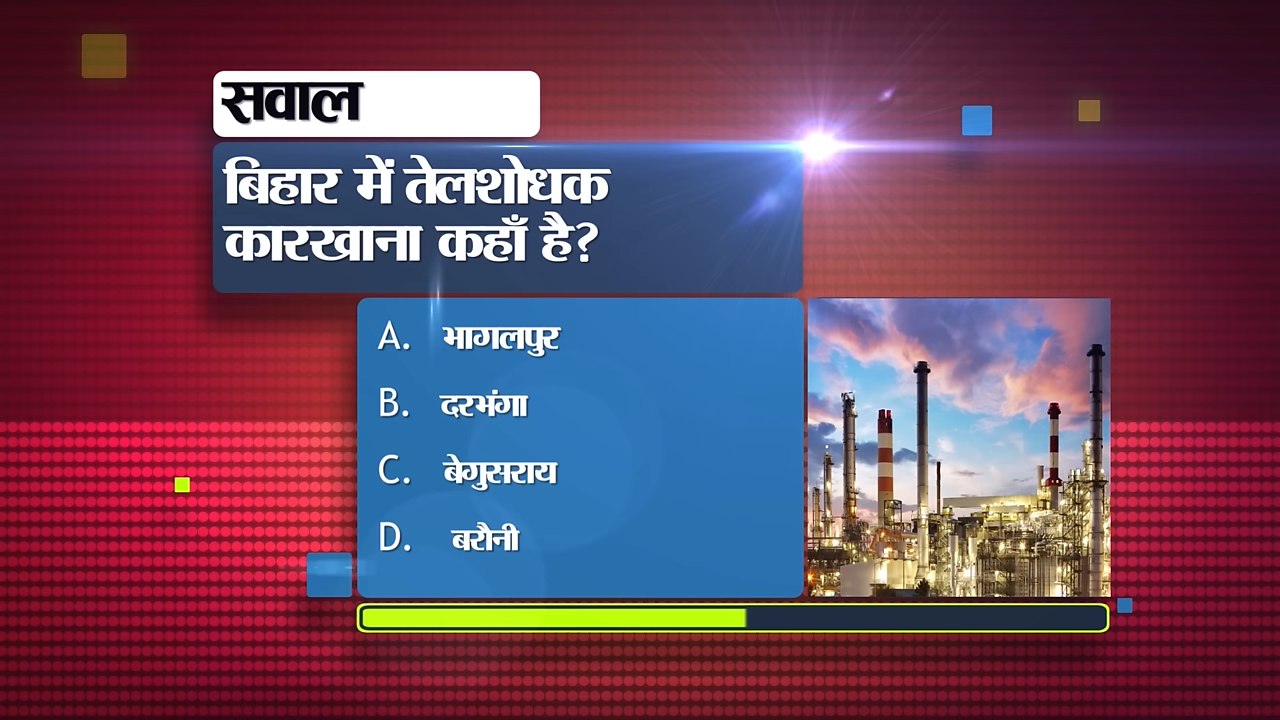 सवाल
बिहार में तेलशोधक
कारखाना कहाँ है?
A. भागलपुर
B. दरभंगा
C. बेगुसराय
D. बरौनी